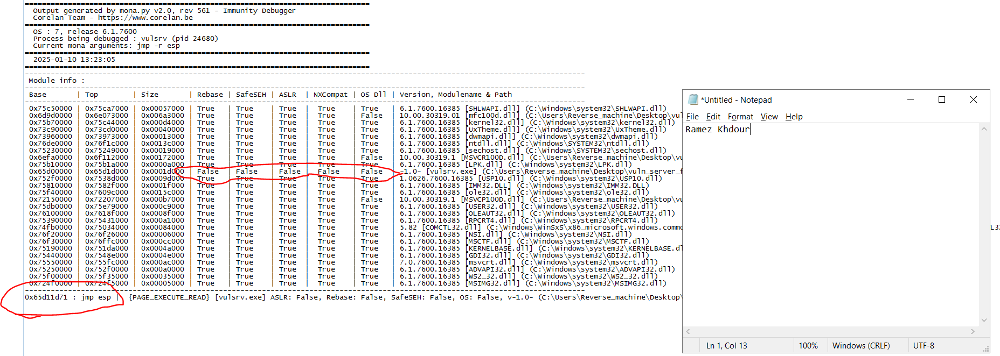 ================================================================================
Output generated by mona.py v2.0, rev 561 - Immunity Debugger
Corelan Team - https://www.corelan.be
================================================================================
OS : 7, release 6.1.7600
Process being debugged : vulsrv (pid 24680)
Current mona arguments: jmp -r esp
================================================================================
2025-01-10 13:23:05
================================================================================
Module info :
Base | Top | Size | Rebase | SafeSEH | ASLR | NXCompat | OS Dll | Version, Modulename & Path
0x75c50000 | 0x75ca7000 | 0x00057000 | True | True | True | True | True | 6.1.7600.16385 [SHLWAPI.dll] (C:\Windows\system32\SHLWAPI.dll)
0x6d9d0000 | 0x6e073000 | 0x006a3000 | True | True | True | True | False | 10.00.30319.01 [mfc100d.dll] (C:\Users\Reverse_machine\Desktop\vul
0x75b70000 | 0x75c44000 | 0x000d4000 | True | True | True | True | True | 6.1.7600.16385 [kernel32.dll] (C:\Windows\system32\kernel32.dll)
0x73c90000 | 0x73cd0000 | 0x00040000 | True | True | True | True | True | 6.1.7600.16385 [UxTheme.dll] (C:\Windows\system32\UxTheme.dll)
0x73960000 | 0x73973000 | 0x00013000 | True | True | True | True | True | 6.1.7600.16385 [dwmapi.dll] (C:\Windows\system32\dwmapi.dll)
0x76de0000 | 0x76f1c000 | 0x0013c000 | True | True | True | True | True | 6.1.7600.16385 [ntdll.dll] (C:\Windows\SYSTEM32\ntdll.dll)
0x75230000 | 0x75249000 | 0x00019000 | True | True | True | True | True | 6.1.7600.16385 [sechost.dll] (C:\Windows\SYSTEM32\sechost.dll)
0x6efa0000 | 0x6f112000 | 0x00172000 | True | True | True | True | False | 10.00.30319.1 [MSVCR100D.dll] (C:\Users\Reverse_machine\Desktop\vu
0x75b10000 | 0x75b1a000 | 0x0000a000 | True | True | True | True | True | 6.1.7600.16385 [LPK.dll] (C:\Windows\system32\LPK.dll)
0x65d00000 | 0x65d1d000 | 0x0001d000 | False | False | False | False | False | -1.0- [vulsrv.exe] (C:\Users\Reverse_machine\Desktop\vuln_server_f
0x752f0000 | 0x7538d000 | 0x0009d000 | True | True | True | True | True | 1.0626.7600.16385 [USP10.dll] (C:\Windows\system32\USP10.dll)
0x75810000 | 0x7582f000 | 0x0001f000 | True | True | True | True | True | 6.1.7600.16385 [IMM32.DLL] (C:\Windows\system32\IMM32.DLL)
0x75f40000 | 0x7609c000 | 0x0015c000 | True | True | True | True | True | 6.1.7600.16385 [ole32.dll] (C:\Windows\system32\ole32.dll)
0x72150000 | 0x72207000 | 0x000b7000 | True | True | True | True | False | 10.00.30319.1 [MSVCP100D.dll] (C:\Users\Reverse_machine\Desktop\vu
0x75db0000 | 0x75e79000 | 0x000c9000 | True | True | True | True | True | 6.1.7600.16385 [USER32.dll] (C:\Windows\system32\USER32.dll)
0x76100000 | 0x7618f000 | 0x0008f000 | True | True | True | True | True | 6.1.7600.16385 [OLEAUT32.dll] (C:\Windows\system32\OLEAUT32.dll)
0x75390000 | 0x75431000 | 0x000a1000 | True | True | True | True | True | 6.1.7600.16385 [RPCRT4.dll] (C:\Windows\system32\RPCRT4.dll)
0x74fb0000 | 0x75034000 | 0x00084000 | True | True | True | True | True | 5.82 [COMCTL32.dll] (C:\Windows\WinSxS\x86_microsoft.windows.commo L32
0x76f20000 | 0x76f26000 | 0x00006000 | True | True | True | True | True | 6.1.7600.16385 [NSI.dll] (C:\Windows\system32\NSI.dll)
0x76f30000 | 0x76ffc000 | 0x000cc000 | True | True | True | True | True | 6.1.7600.16385 [MSCTF.dll] (C:\Windows\system32\MSCTF.dll)
0x75190000 | 0x751da000 | 0x0004a000 | True | True | True | True | True | 6.1.7600.16385 [KERNELBASE.dll] (C:\Windows\system32\KERNELBASE.dl
0x75440000 | 0x7548e000 | 0x0004e000 | True | True | True | True | True | 6.1.7600.16385 [GDI32.dll] (C:\Windows\system32\GDI32.dll)
0x75550000 | 0x755fc000 | 0x000ac000 | True | True | True | True | True | 7.0.7600.16385 [msvcrt.dll] (C:\Windows\system32\msvcrt.dll)
0x75250000 | 0x752f0000 | 0x000a0000 | True | True | True | True | True | 6.1.7600.16385 [ADVAPI32.dll] (C:\Windows\system32\ADVAPI32.dll)
0x75f00000 | 0x75f35000 | 0x00035000 | True | True | True | True | True | 6.1.7600.16385 [WS2_32.dll] (C:\Windows\system32\WS2_32.dll)
0x724f0000 | 0x724f5000 | 0x00005000 | True | True | True | True | True | 6.1.7600.16385 [MSIMG32.dll] (C:\Windows\system32\MSIMG32.dll)
0x65d11d71 : jmp esp | {PAGE_EXECUTE_READ} [vulsrv.exe] ASLR: False, Rebase: False, SafeSEH: False, OS: False, v-1.0- (C:\Users\Reverse_machine\Desktop\
*Untitled - Notepad
File Edit Format View Help
Ramez Khdour
Ln 1, Col 13 100% Windows (CRLF) UTF-8